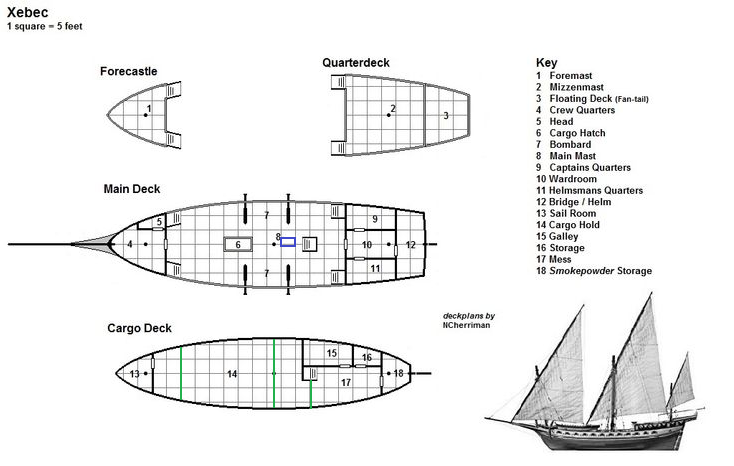 Xebec
1 square = 5 feet
Forecastle
1
Quarterdeck
2
3
Key
1 Foremast
2 Mizzenmast
3 Floating Deck (Fan-tail)
4 Crew Quarters
5 Head
6 Cargo Hatch
7 Bombard
8 Main Mast
9 Captains Quarters
10 Wardroom
11 Helmsmans Quarters
12 Bridge / Helm
13 Sail Room
14 Cargo Hold
15 Galley
16 Storage
17 Mess
18 Smokepowder Storage
Main Deck
5
7
9
8
4
6
10
12
7
11
Cargo Deck
15
16
13
14
18
17
deckplans by
NCherriman